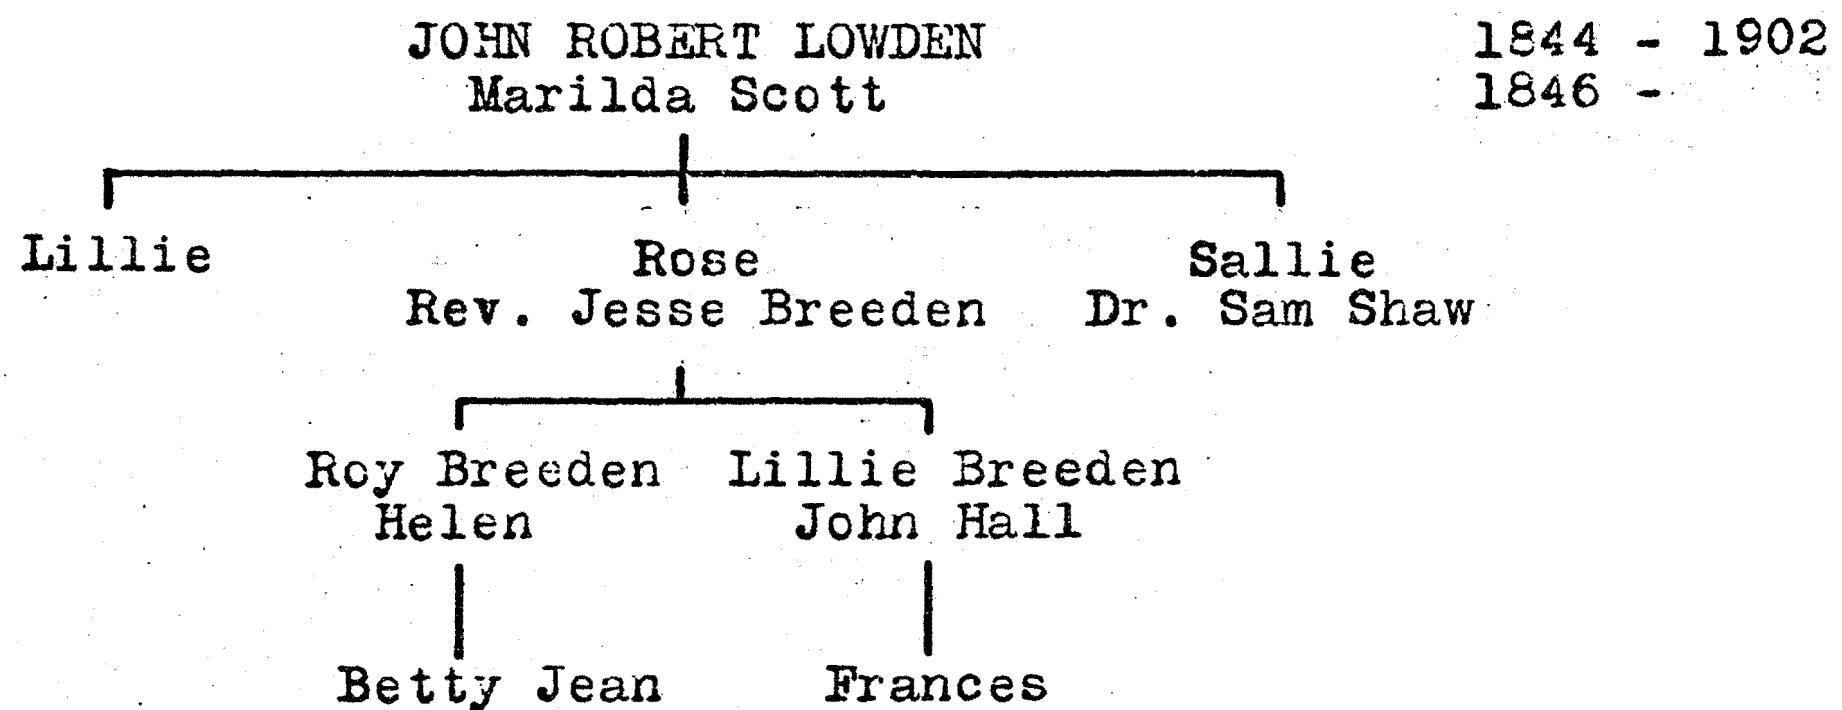 JOHN ROBERT LOWDEN 1844 - 1902
Marilda Scott 1846 -
Lillie Rose Sallie
Rev. Jesse Breeden Dr. Sam Shaw
Roy Breeden Lillie Breeden
Helen John Hall
Betty Jean Frances